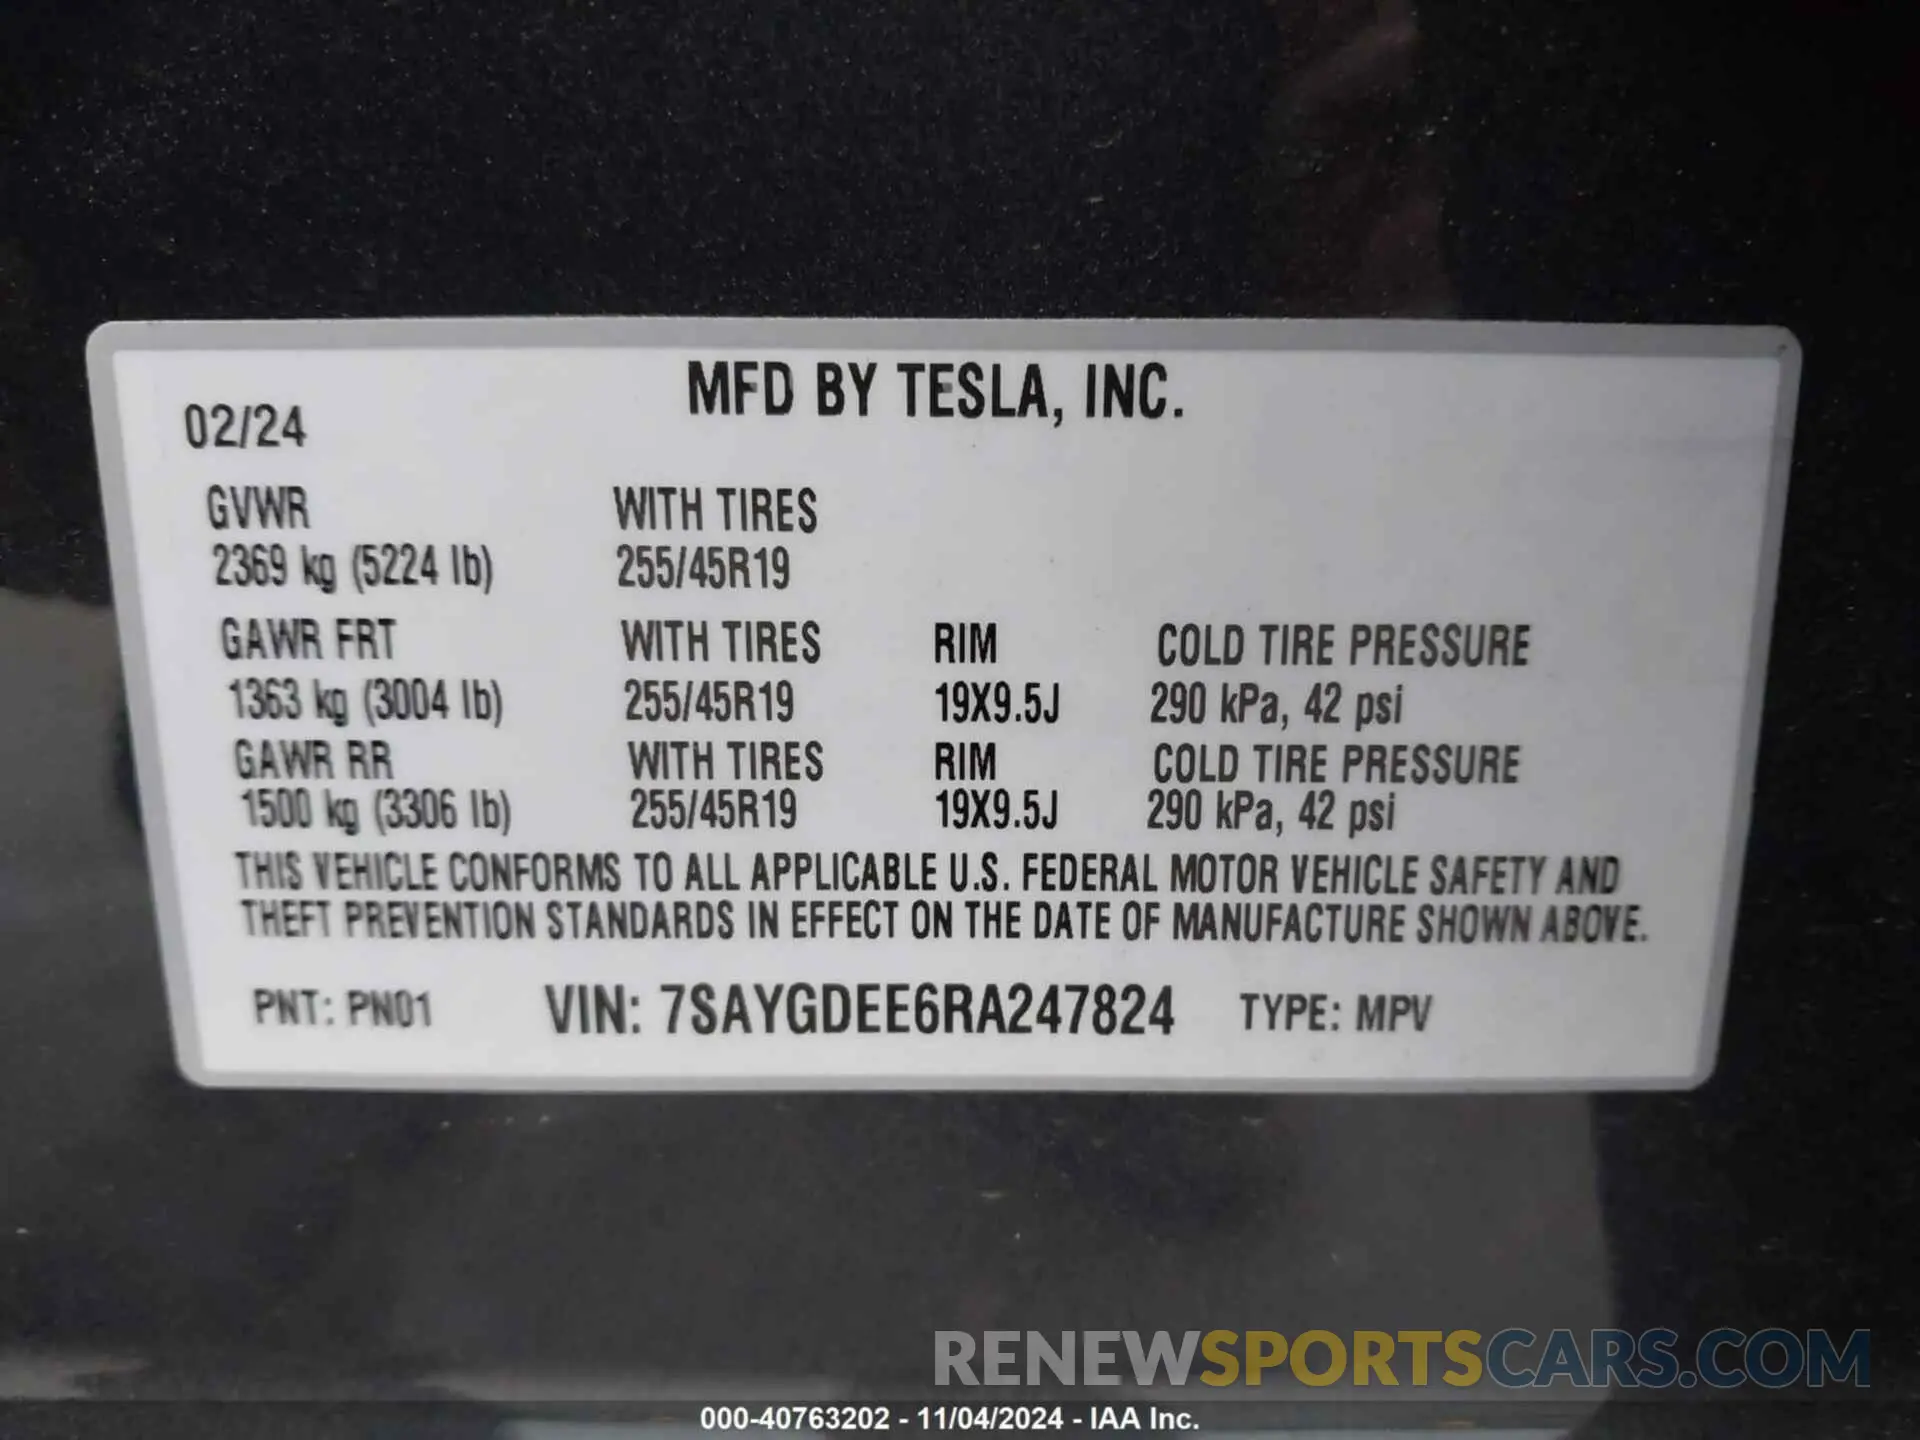 MFD BY TESLA, INC.
02/24
GVWR WITH TIRES
2369 kg (5224 lb) 255/45R19
GAWR FRT WITH TIRES RIM COLD TIRE PRESSURE
1363 kg (3004 lb) 255/45R19 19X9.5J 290 kPa, 42 psi
GAWR RR WITH TIRES RIM COLD TIRE PRESSURE
1500 kg (3306 lb) 255/45R19 19X9.5J 290 kPa, 42 psi
THIS VEHICLE CONFORMS TO ALL APPLICABLE U.S. FEDERAL MOTOR VEHICLE SAFETY AND
THEFT PREVENTION STANDARDS IN EFFECT ON THE DATE OF MANUFACTURE SHOWN ABOVE.
PNT: PN01 VIN: 7SAYGDEE6RA247824 TYPE: MPV
RENEWSPORTSCARS.COM
000-40763202 - 11/04/2024 - IAA Inc.